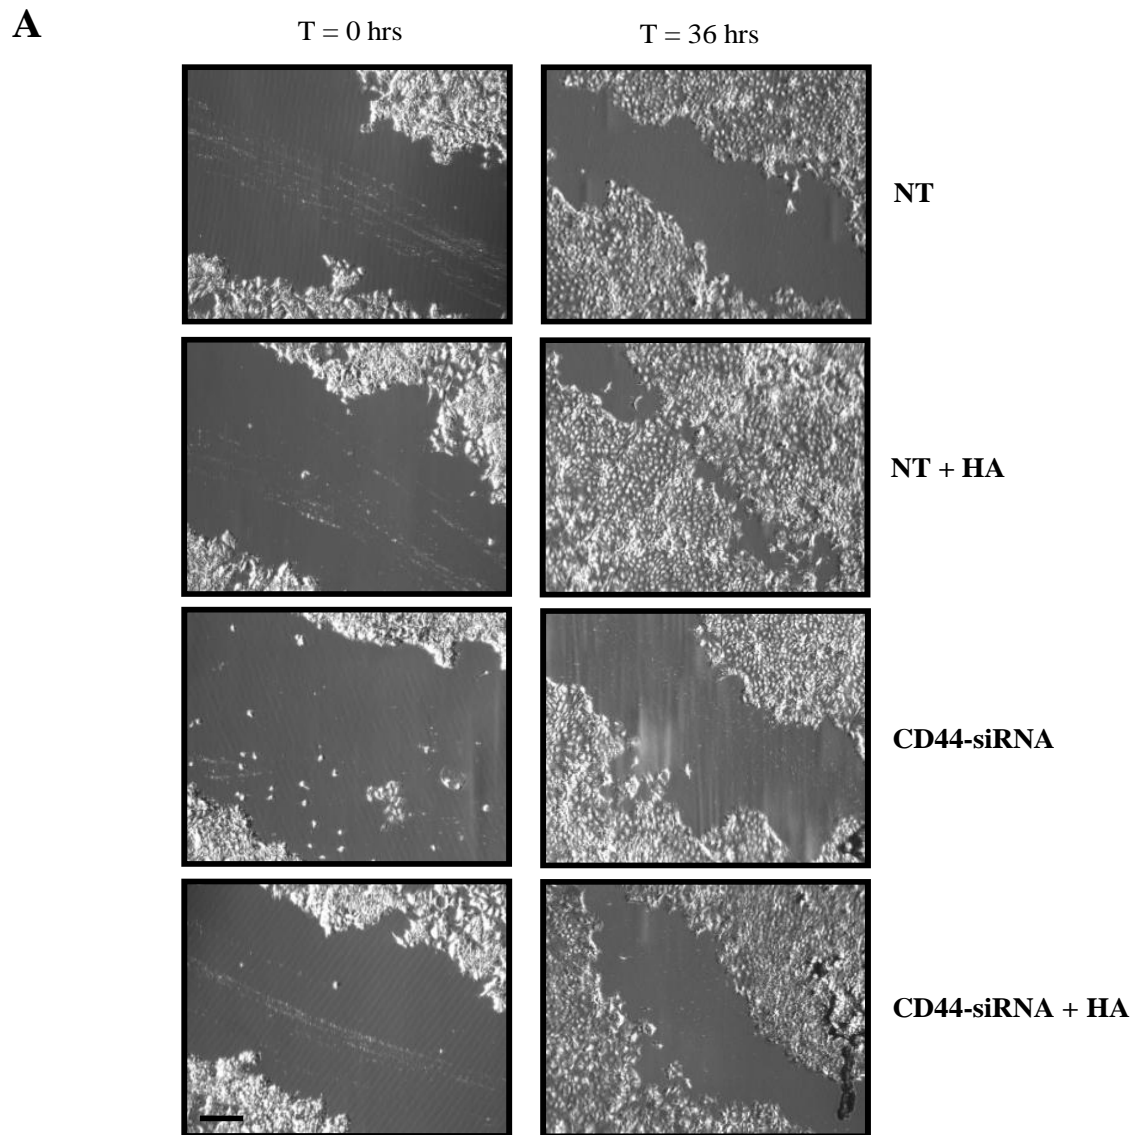 A
T = 0 hrs
T = 36 hrs
NT
NT + HA
CD44-siRNA
CD44-siRNA + HA